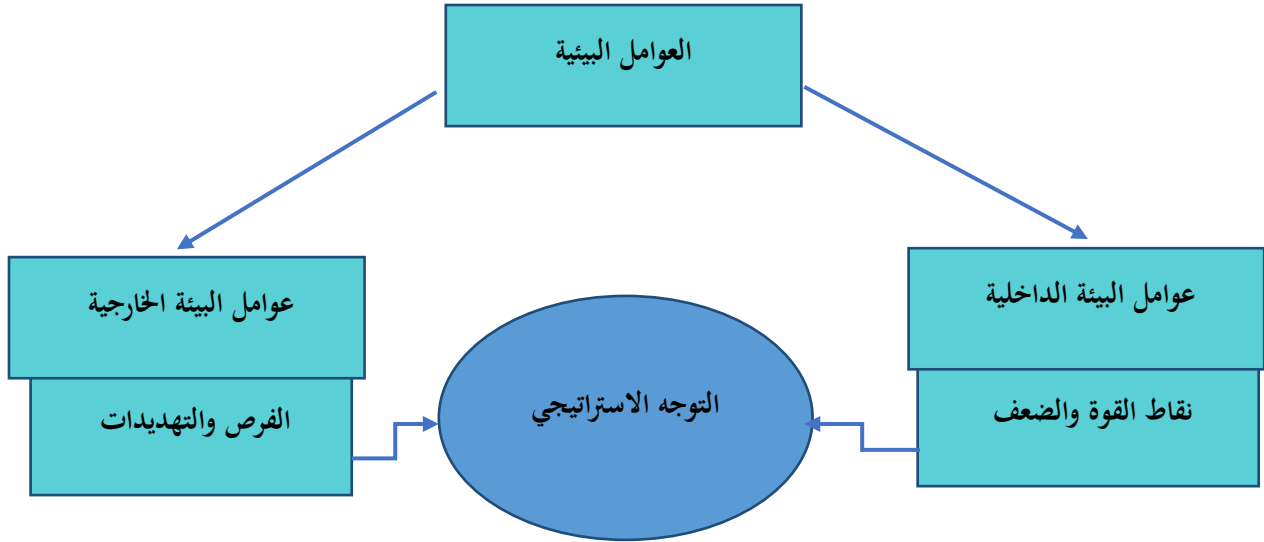 العوامل البيئية
عوامل البيئة الداخلية
عوامل البيئة الخارجية
نقاط القوة والضعف
التوجه الاستراتيجي
الفرص والتهديدات